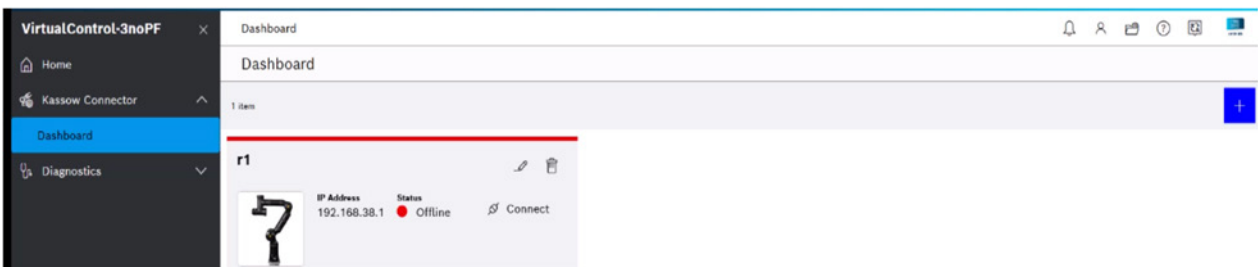 VirtualControl-3noPF
Dashboard
Home
Dashboard
Kassow Connector
1 item
Dashboard
r1
Diagnostics
IP Address Status
192.168.38.1 Offline
Connect